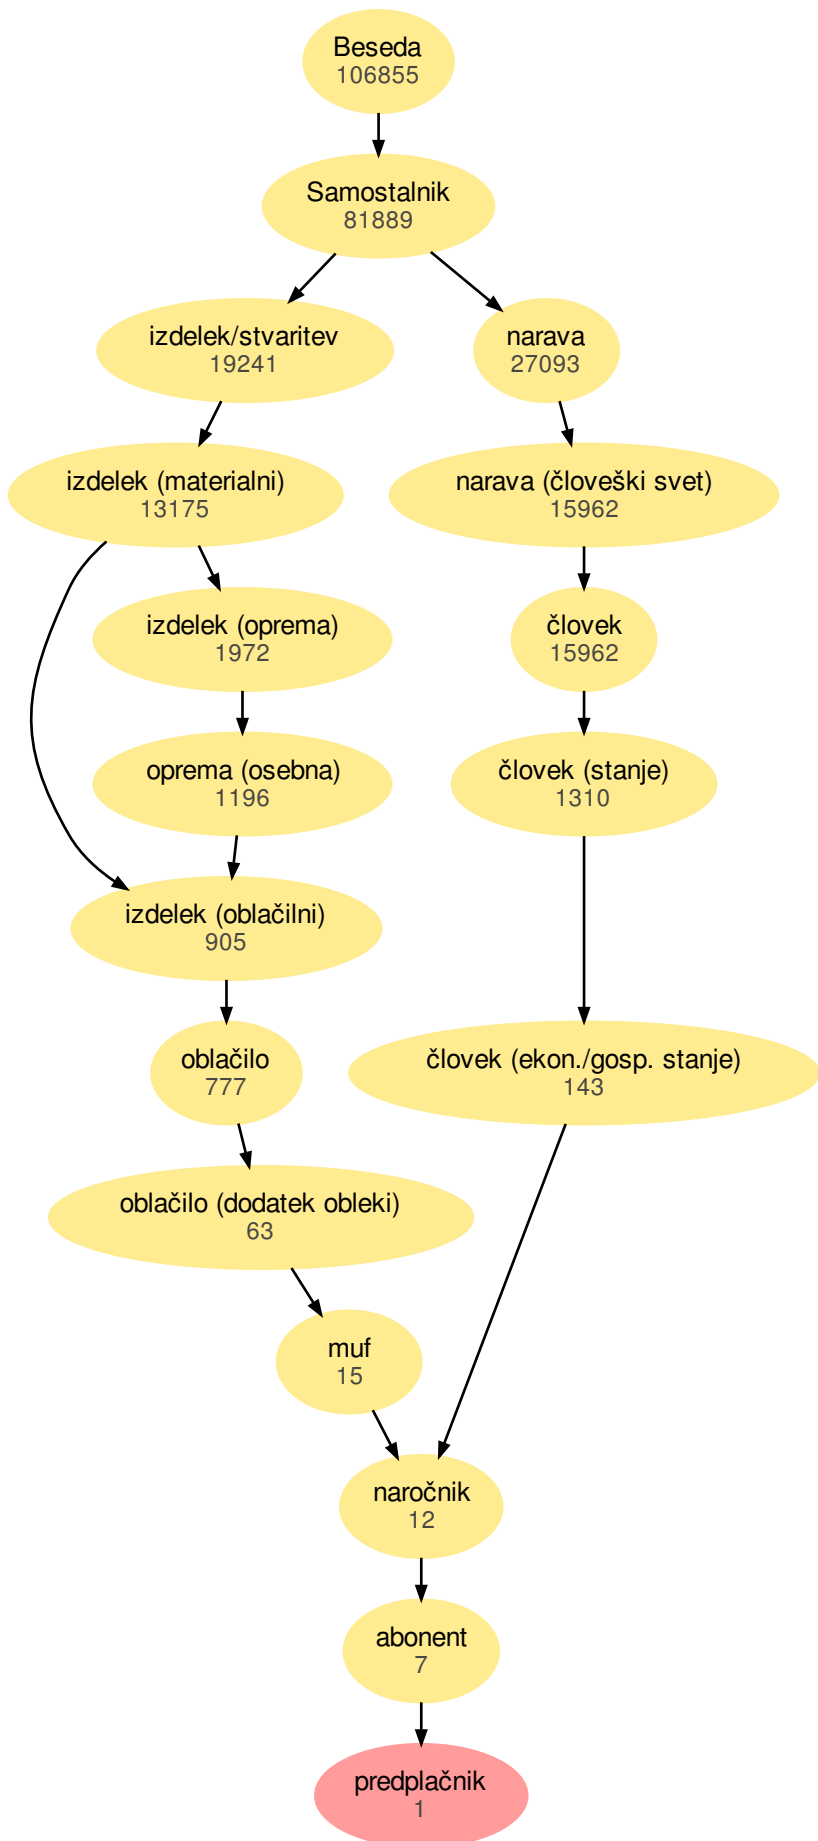 Beseda
106855
Samostalnik
81889
izdelek/stvaritev
19241
narava
27093
izdelek (materialni)
13175
narava (človeški svet)
15962
izdelek (oprema)
1972
človek
15962
oprema (osebna)
1196
človek (stanje)
1310
izdelek (oblačilni)
905
oblačilo
777
človek (ekon./gosp. stanje)
143
oblačilo (dodatek obleki)
63
muf
15
naročnik
12
abonent
7
predplačnik
1